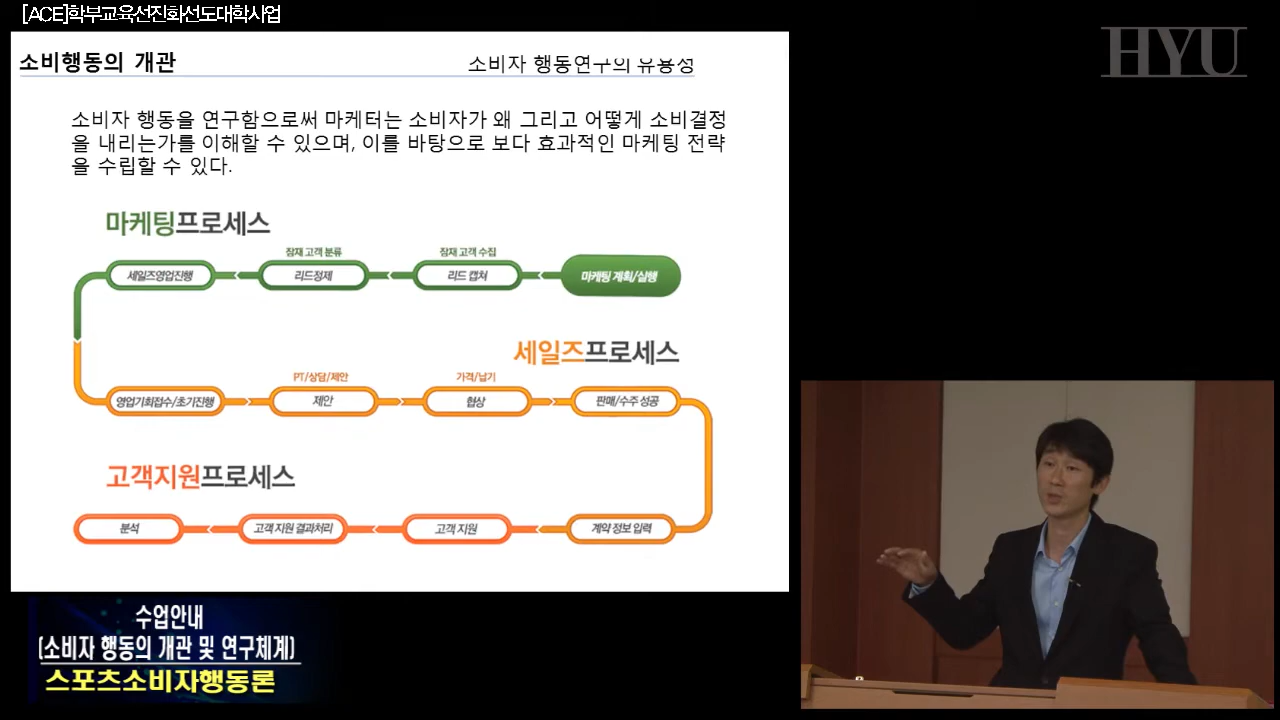 [ACE]학부교육선진화선도대학사업
HYU
소비행동의 개관
소비자 행동연구의 유용성
소비자 행동을 연구함으로써 마케터는 소비자가 왜 그리고 어떻게 소비결정
을 내리는가를 이해할 수 있으며, 이를 바탕으로 보다 효과적인 마케팅 전략
을 수립할 수 있다.
마케팅프로세스
잠재 고객 분류
잠재 고객 수집
세일즈영업진행
리드정제
리드 캡쳐
마케팅 계획/실행
세일즈프로세스
PT/상담/제안
가격/납기
영업기회접수/초기진행
제안
협상
판매/수주 성공
고객지원프로세스
분석
고객 지원 결과처리
고객 지원
계약 정보 입력
수업안내
(소비자 행동의 개관 및 연구체계)
스포츠소비자행동론